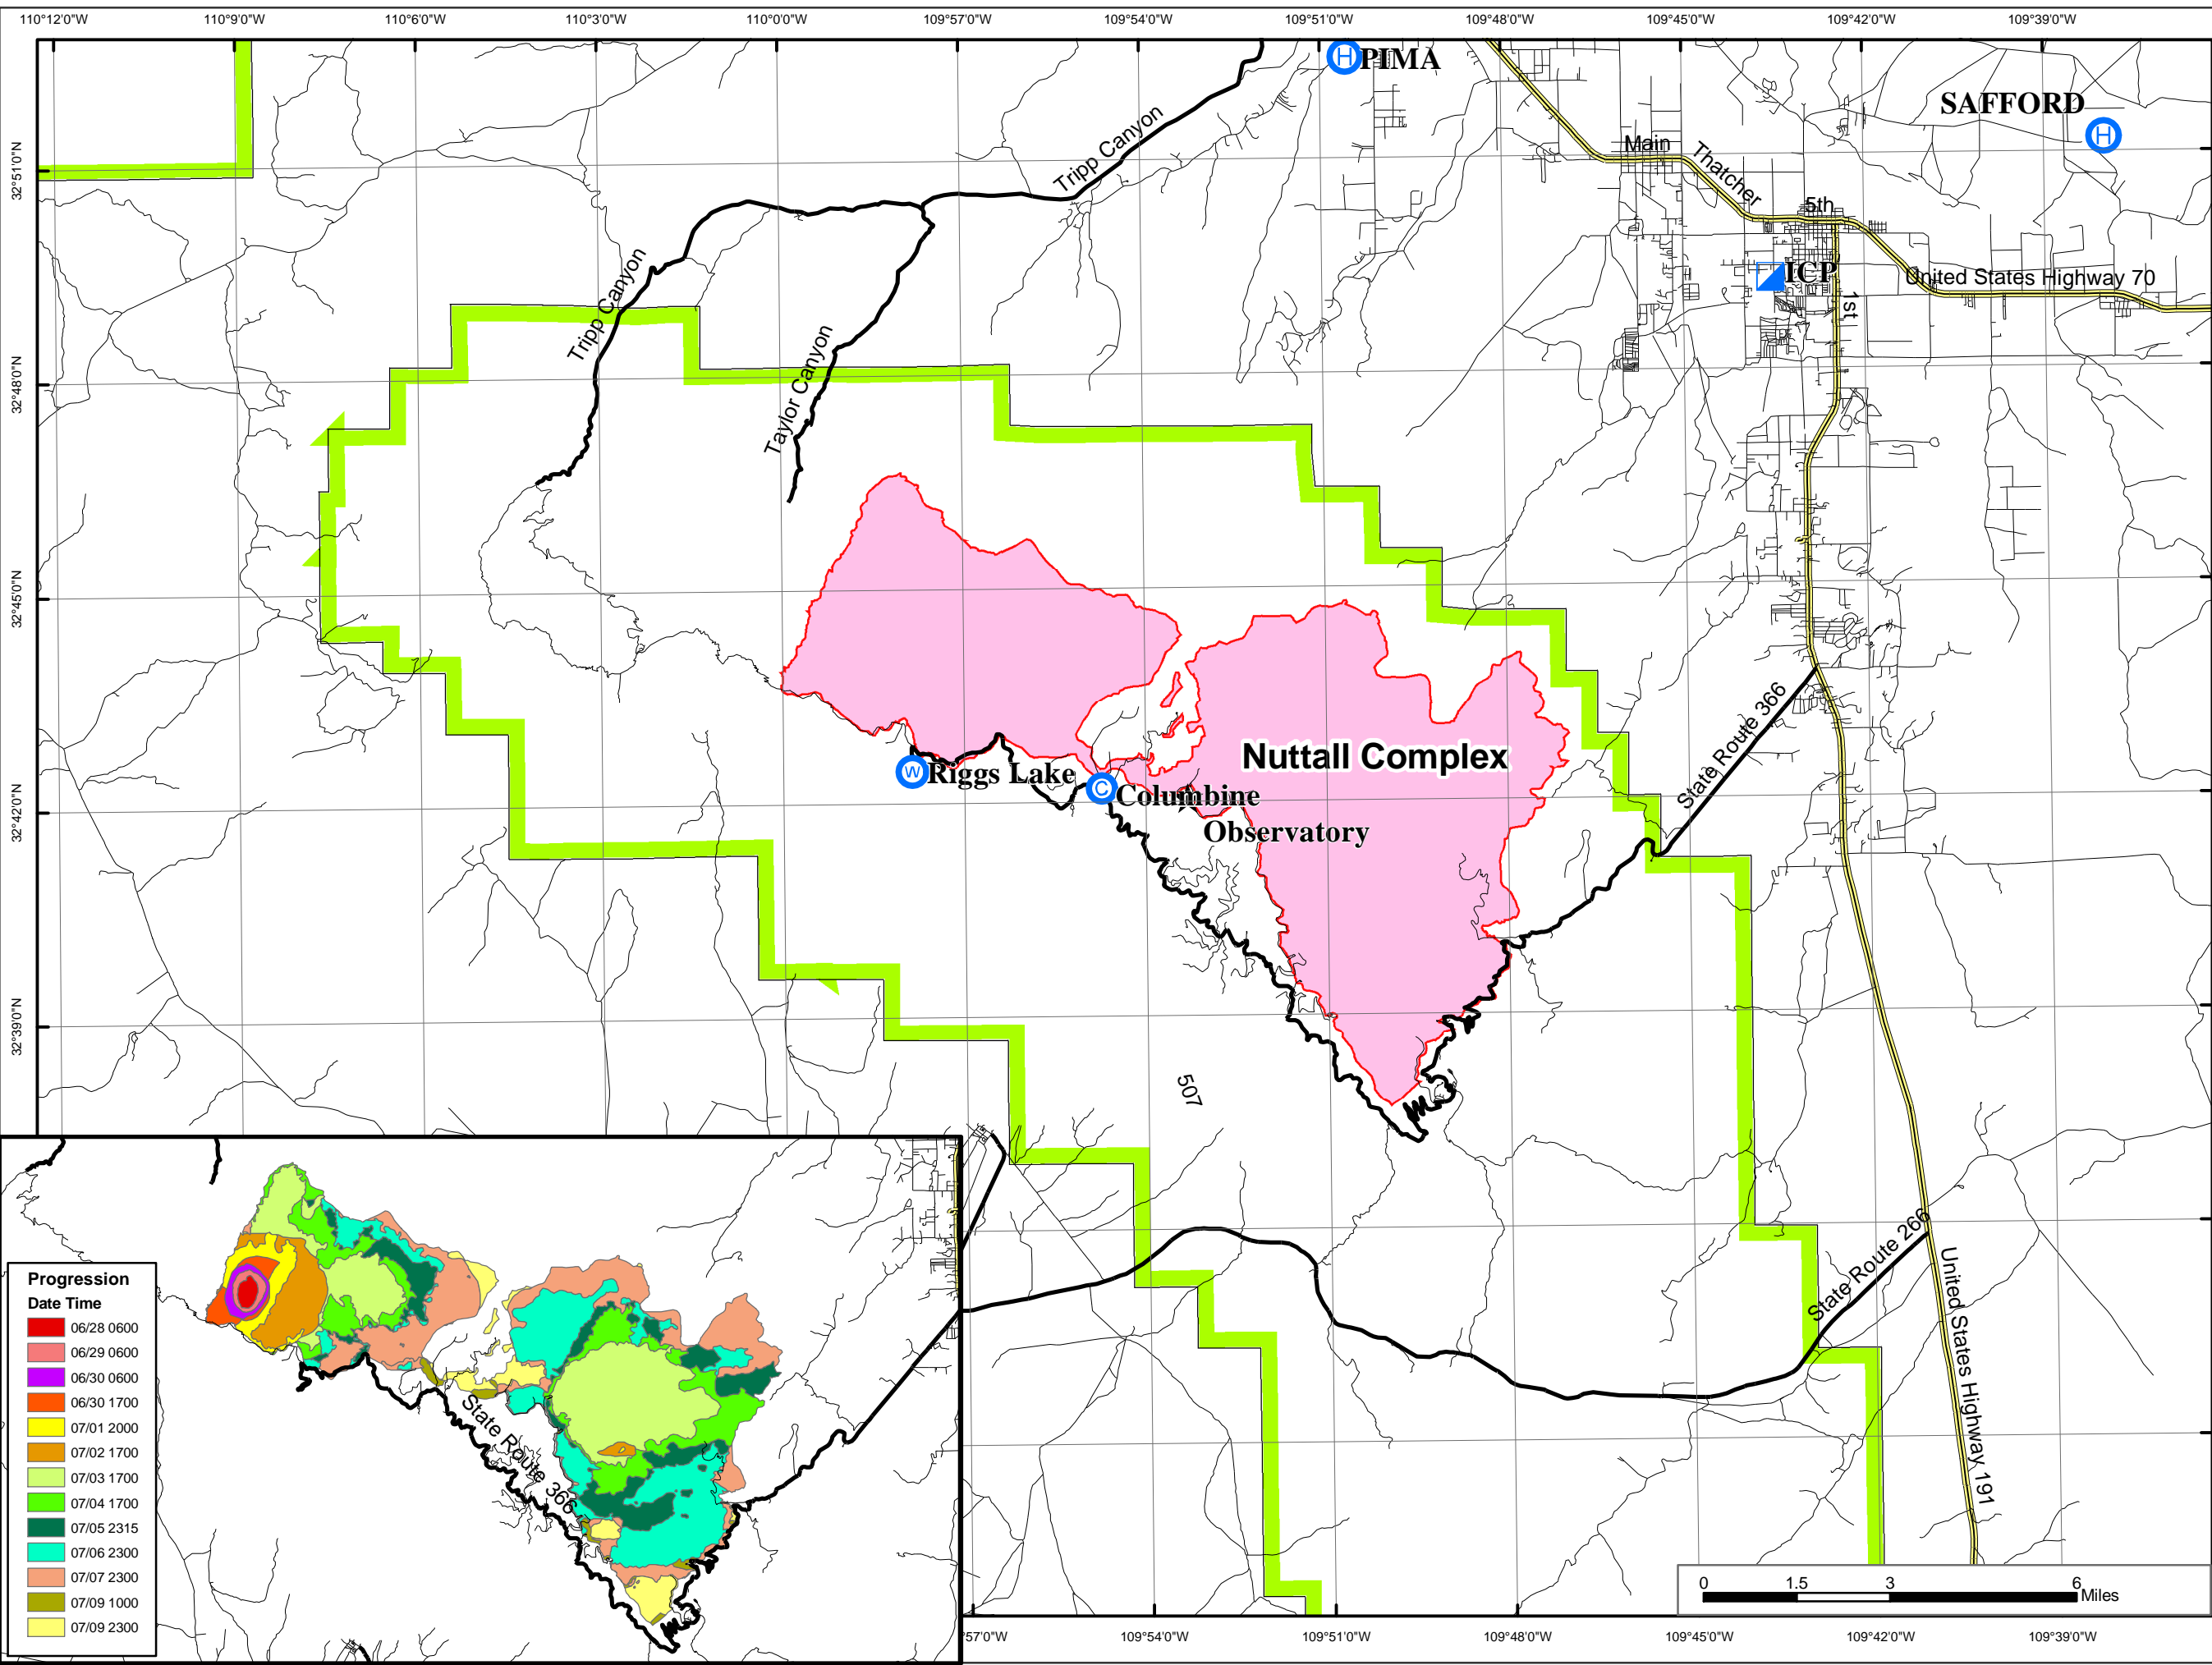 110°12'0"W 110°9'0"W 110°6'0"W 110°3'0"W 110°0'0"W 109°57'0"W 109°54'0"W 109°51'0"W 109°48'0"W 109°45'0"W 109°42'0"W 109°39'0"W
H PIMA
SAFFORD
H
32°51'0"N
Tripp Canyon
Main
Thatcher
5th
ICP
United States Highway 70
1st
Tripp Canyon
Taylor Canyon
32°48'0"N
32°45'0"N
State Route 366
Nuttall Complex
W Riggs Lake
C Columbine
Observatory
32°42'0"N
32°39'0"N
507
State Route 266
United States Highway 191
State Route 366
Progression
Date Time
06/28 0600
06/29 0600
06/30 0600
06/30 1700
07/01 2000
07/02 1700
07/03 1700
07/04 1700
07/05 2315
07/06 2300
07/07 2300
07/09 1000
07/09 2300
0 1.5 3 6
Miles
°57'0"W 109°54'0"W 109°51'0"W 109°48'0"W 109°45'0"W 109°42'0"W 109°39'0"W